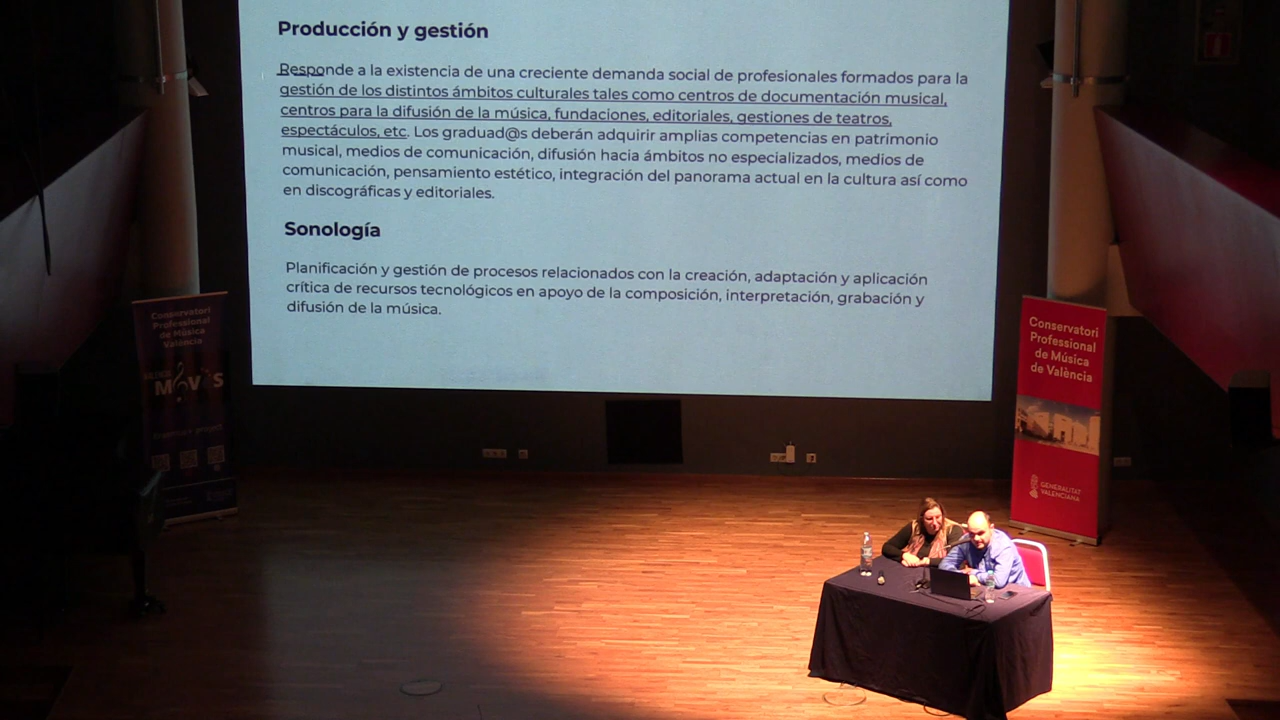 Producción y gestión
Responde a la existencia de una creciente demanda social de profesionales formados para la
gestión de los distintos ámbitos culturales tales como centros de documentación musical,
centros para la difusión de la música, fundaciones, editoriales, gestiones de teatros,
espectáculos, etc. Los graduad@s deberán adquirir amplias competencias en patrimonio
musical, medios de comunicación, difusión hacia ámbitos no especializados, medios de
comunicación, pensamiento estético, integración del panorama actual en la cultura así como
en discográficas y editoriales.
Sonología
Planificación y gestión de procesos relacionados con la creación, adaptación y aplicación
crítica de recursos tecnológicos en apoyo de la composición, interpretación, grabación y
difusión de la música.
Conservatori
Professional
de Música
València
Erasmus+ project
Conservatori
Professional
de Música
de València
GENERALITAT
VALENCIANA